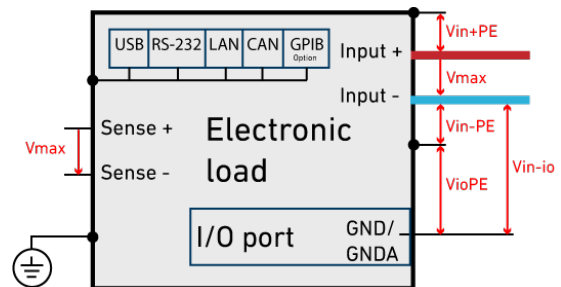 USB RS-232 LAN CAN GPIB
Option
Vin+PE
Input +
Vmax
Input -
Sense +
Vmax
Sense -
Electronic
load
Vin-PE
Vin-io
VioPE
I/O port
GND/
GNDA